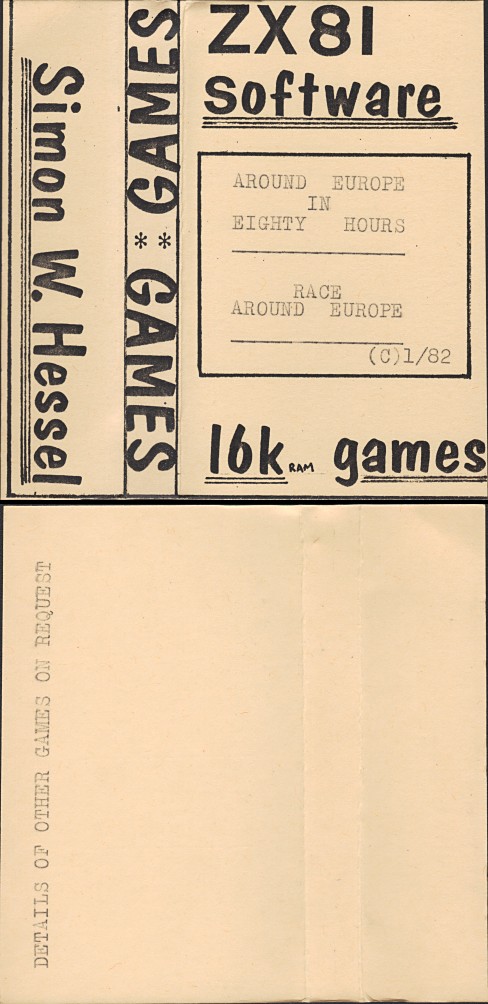 ZX81
Software
AROUND EUROPE
IN
EIGHTY HOURS
RACE
AROUND EUROPE
(C)1/82
16k RAM games
GAMES ** GAMES
Simon W. Hessel
DETAILS OF OTHER GAMES ON REQUEST